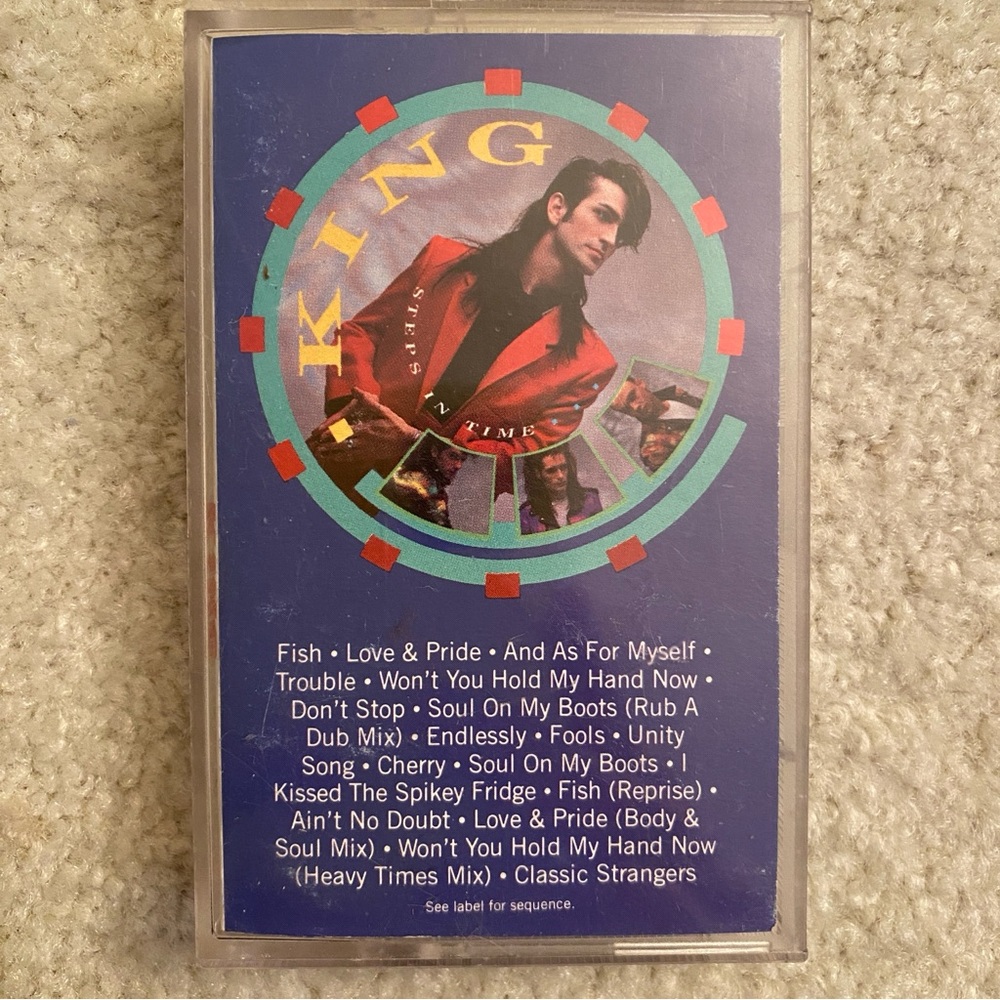 KING
STEPS IN TIME
Fish • Love & Pride • And As For Myself •
Trouble • Won't You Hold My Hand Now •
Don't Stop • Soul On My Boots (Rub A
Dub Mix) • Endlessly • Fools • Unity
Song • Cherry • Soul On My Boots • I
Kissed The Spikey Fridge • Fish (Reprise) •
Ain't No Doubt • Love & Pride (Body &
Soul Mix) • Won't You Hold My Hand Now
(Heavy Times Mix) • Classic Strangers
See label for sequence.